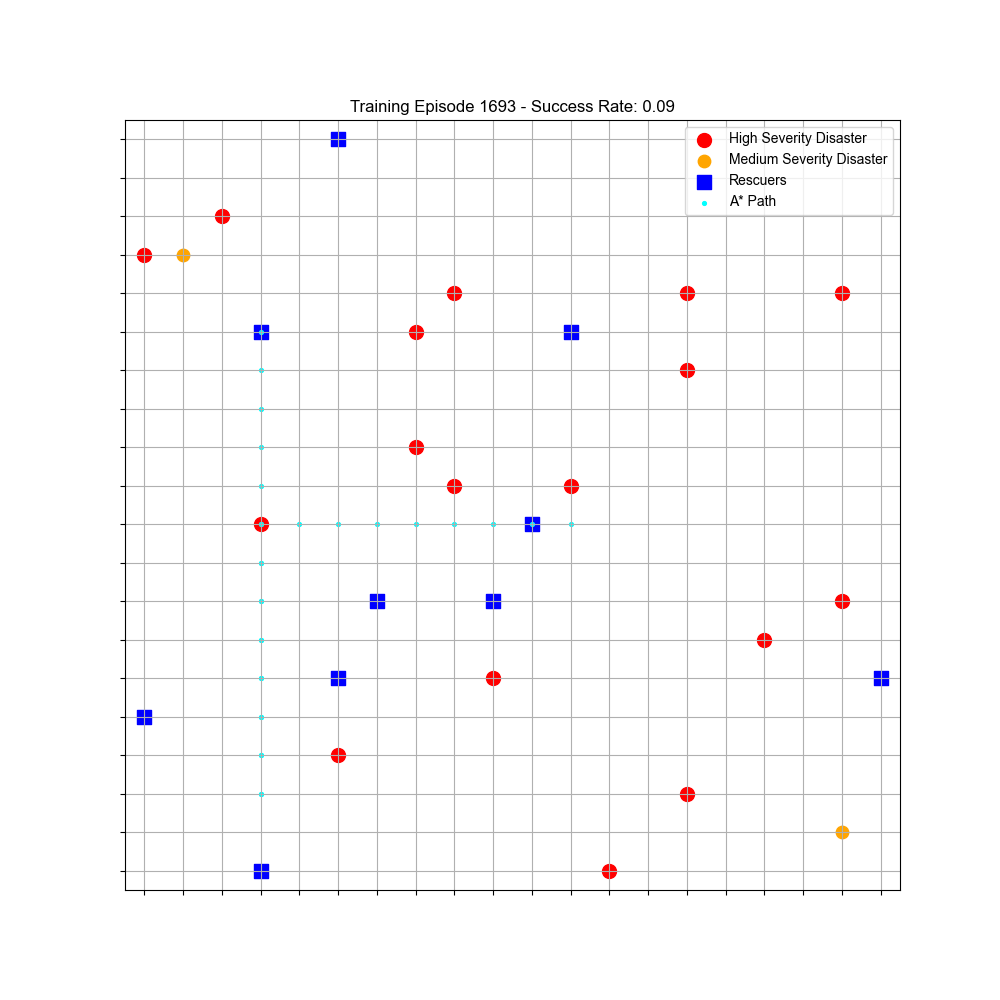 Training Episode 1693 - Success Rate: 0.09
High Severity Disaster
Medium Severity Disaster
Rescuers
A* Path